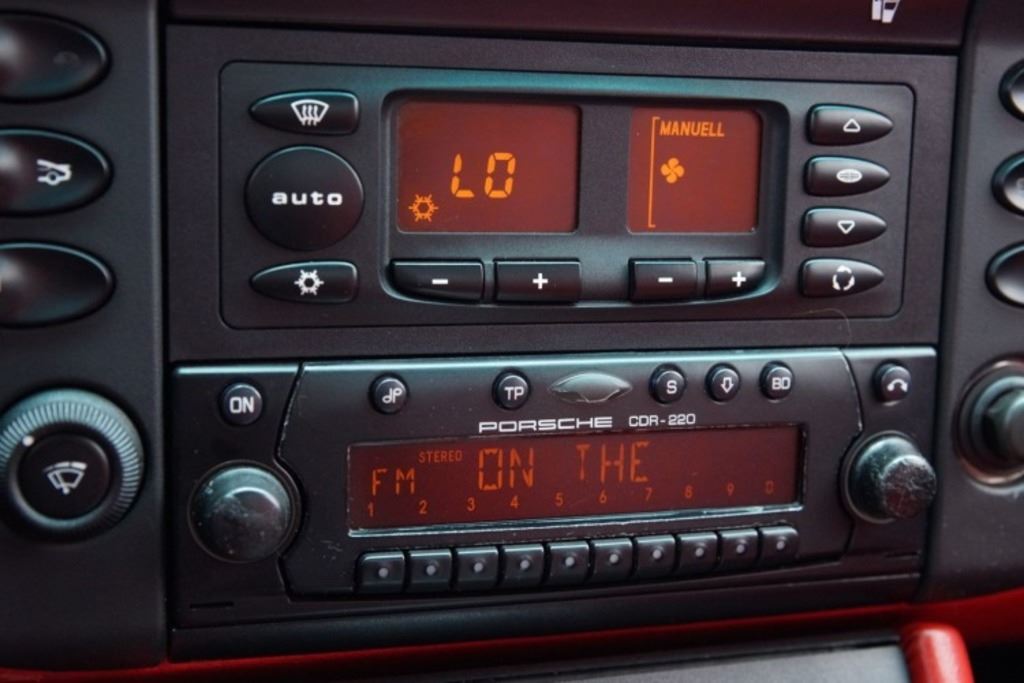 MANUELL
LO
auto
- + - +
ON dP TP S BD
PORSCHE CDR-220
STEREO
FM ON THE
1 2 3 4 5 6 7 8 9 0